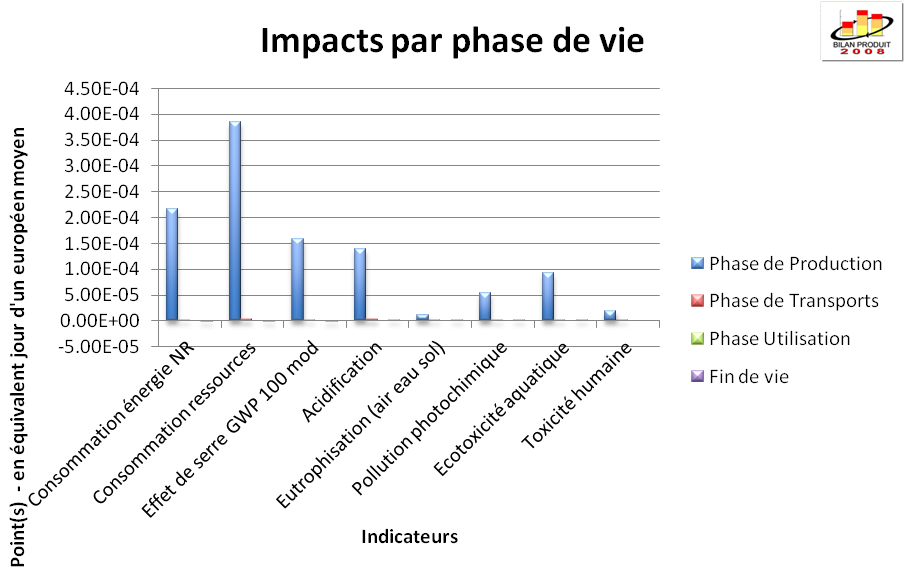 Impacts par phase de vie
BILAN PRODUIT
2008
Point(s) - en équivalent jour d'un européen moyen
4.50E-04
4.00E-04
3.50E-04
3.00E-04
2.50E-04
2.00E-04
1.50E-04
1.00E-04
5.00E-05
0.00E+00
-5.00E-05
Consommation énergie NR
Consommation ressources
Effet de serre GWP 100 mod
Acidification
Eutrophisation (air eau sol)
Pollution photochimique
Ecotoxicité aquatique
Toxicité humaine
Indicateurs
Phase de Production
Phase de Transports
Phase Utilisation
Fin de vie